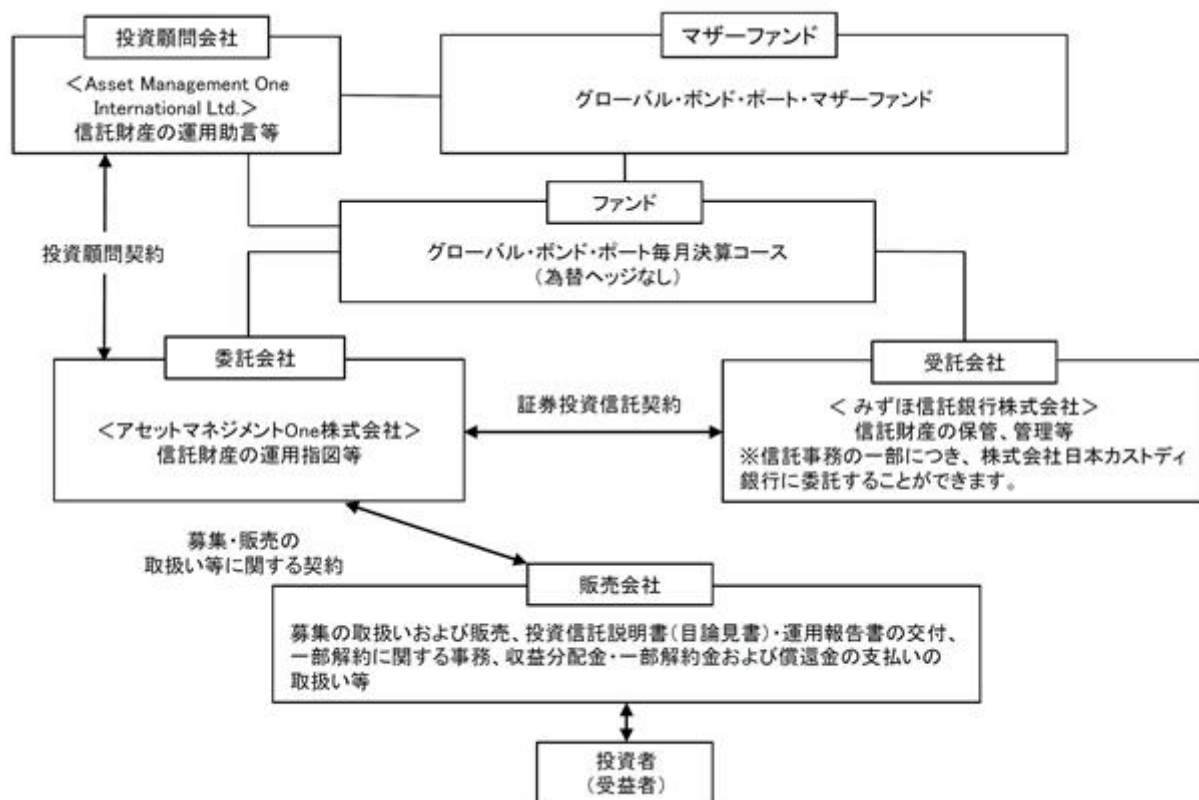 投資顧問会社
<Asset Management One
International Ltd.>
信託財産の運用助言等
マザーファンド
グローバル・ボンド・ポート・マザーファンド
ファンド
グローバル・ボンド・ポート毎月決算コース
(為替ヘッジなし)
投資顧問契約
委託会社
<アセットマネジメントOne株式会社>
信託財産の運用指図等
証券投資信託契約
受託会社
< みずほ信託銀行株式会社>
信託財産の保管、管理等
※信託事務の一部につき、株式会社日本カストディ
銀行に委託することができます。
募集・販売の
取扱い等に関する契約
販売会社
募集の取扱いおよび販売、投資信託説明書(目論見書)・運用報告書の交付、
一部解約に関する事務、収益分配金・一部解約金および償還金の支払いの
取扱い等
投資者
(受益者)